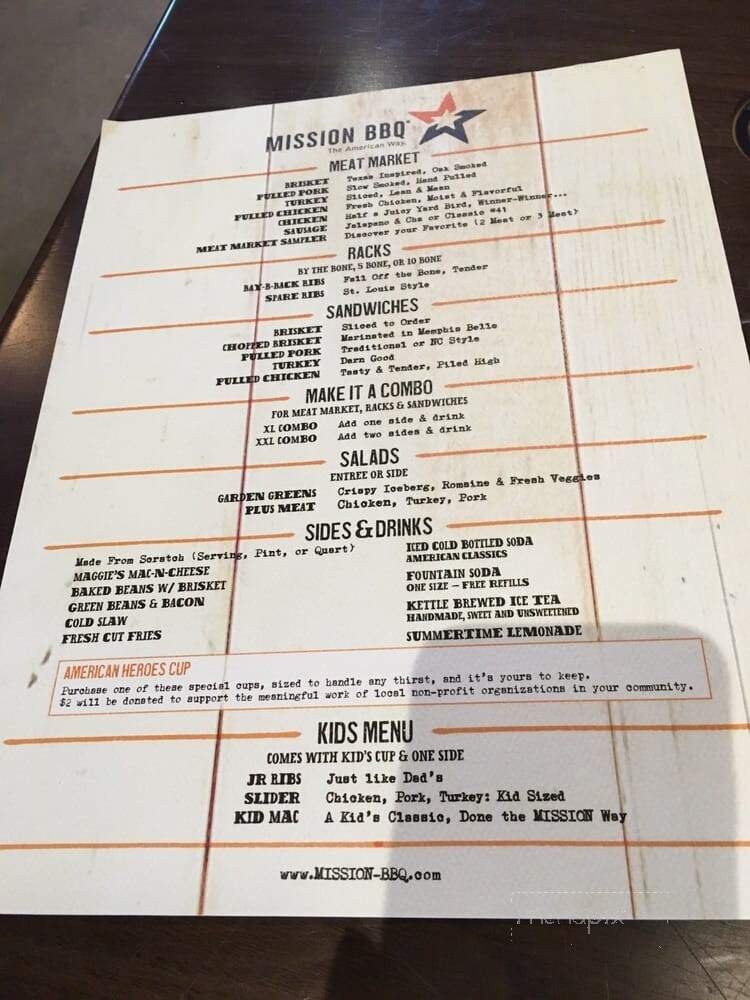 MISSION BBQ
The American Way.
MEAT MARKET
BRISKET Texas Inspired, Oak Smoked
PULLED PORK Slow Smoked, Hand Pulled
TURKEY Sliced, Lean & Mean
PULLED CHICKEN Fresh Chicken, Moist & Flavorful
CHICKEN Half a Juicy Yard Bird, Winner-Winner...
SAUSAGE Jalapano & Cha or Classic #41
MEAT MARKET SAMPLER Discover your Favorite (2 Meat or 3 Meat)
RACKS
BY THE BONE, 5 BONE, OR 10 BONE
BAY-B-BACK RIBS Fall Off the Bone, Tender
SPARE RIBS St. Louis Style
SANDWICHES
BRISKET Sliced to Order
CHOPPED BRISKET Marinated in Memphis Belle
PULLED PORK Traditional or NC Style
TURKEY Darn Good
PULLED CHICKEN Tasty & Tender, Piled High
MAKE IT A COMBO
FOR MEAT MARKET, RACKS & SANDWICHES
XL COMBO Add one side & drink
XXL COMBO Add two sides & drink
SALADS
ENTREE OR SIDE
GARDEN GREENS Crispy Iceberg, Romaine & Fresh Veggies
PLUS MEAT Chicken, Turkey, Pork
SIDES & DRINKS
Made From Scratch (Serving, Pint, or Quart)
MAGGIE'S MAC-N-CHEESE
BAKED BEANS W/ BRISKET
GREEN BEANS & BACON
COLD SLAW
FRESH CUT FRIES
ICED COLD BOTTLED SODA
AMERICAN CLASSICS
FOUNTAIN SODA
ONE SIZE – FREE REFILLS
KETTLE BREWED ICE TEA
HANDMADE, SWEET AND UNSWEETENED
SUMMERTIME LEMONADE
AMERICAN HEROES CUP
Purchase one of these special cups, sized to handle any thirst, and it's yours to keep.
$2 will be donated to support the meaningful work of local non-profit organizations in your community.
KIDS MENU
COMES WITH KID'S CUP & ONE SIDE
JR RIBS Just like Dad's
SLIDER Chicken, Pork, Turkey: Kid Sized
KID MAC A Kid's Classic, Done the MISSION Way
www.MISSION-BBQ.com
menupix